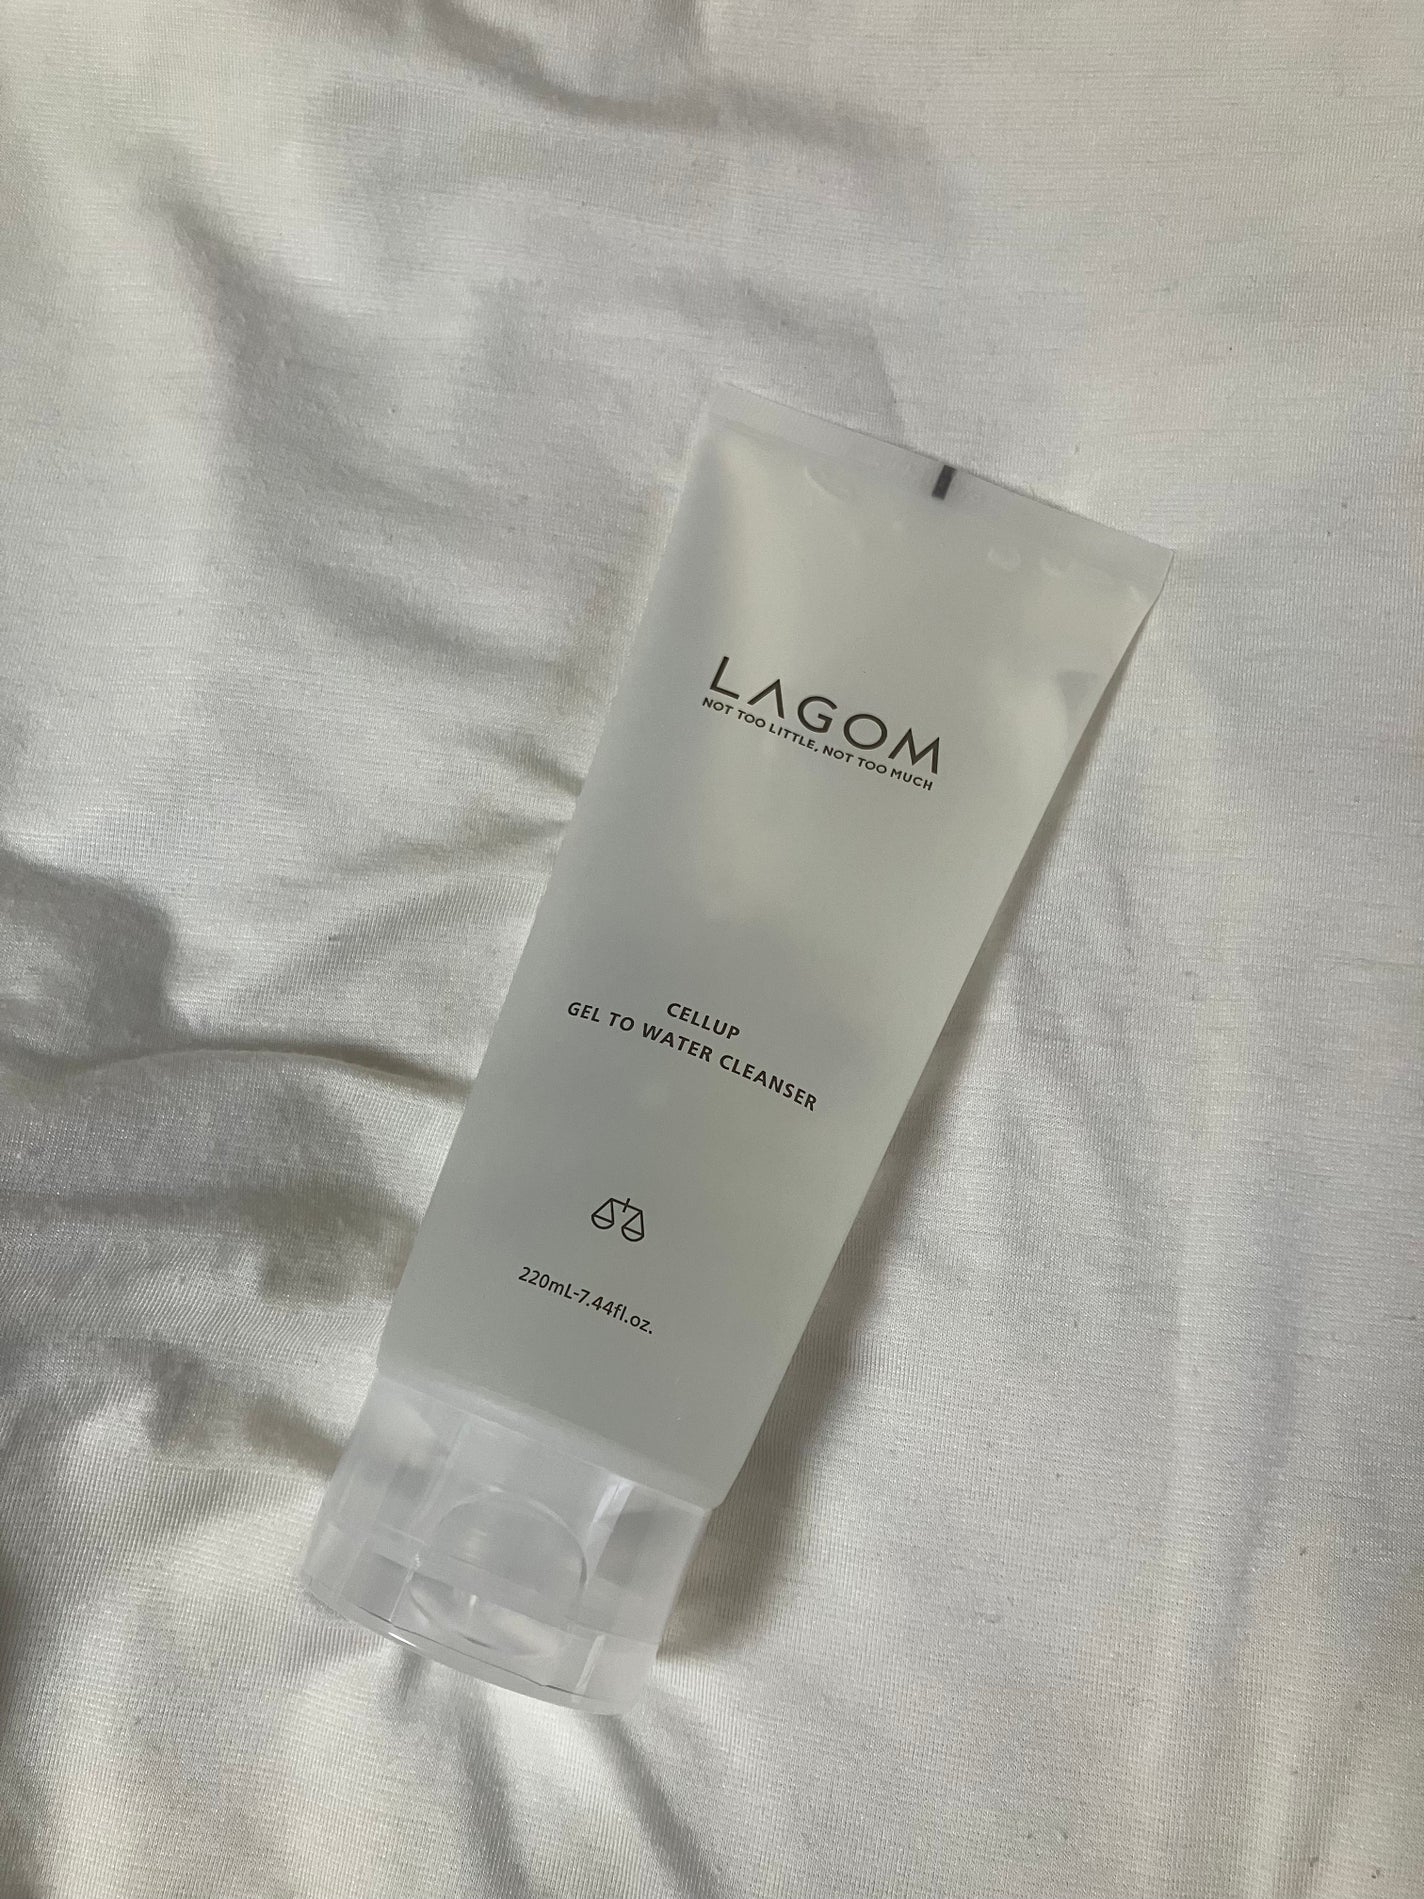 LAGOM
NOT TOO LITTLE, NOT TOO MUCH
CELLUP
GEL TO WATER CLEANSER
220mL-7.44fl.oz.